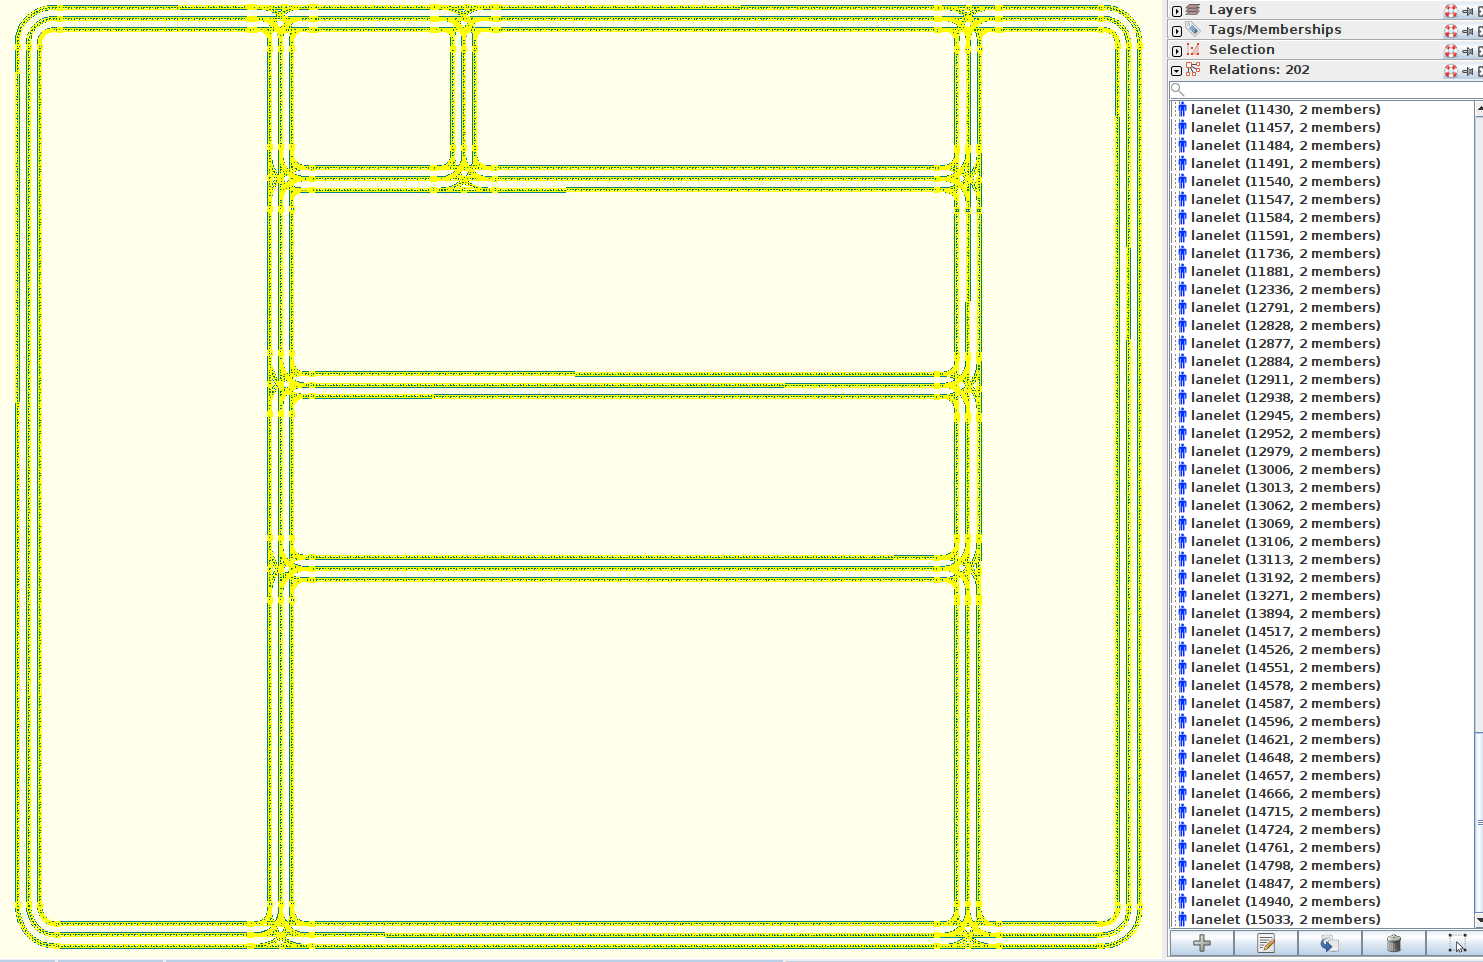 Layers
Tags/Memberships
Selection
Relations: 202
lanelet (11430, 2 members)
lanelet (11457, 2 members)
lanelet (11484, 2 members)
lanelet (11491, 2 members)
lanelet (11540, 2 members)
lanelet (11547, 2 members)
lanelet (11584, 2 members)
lanelet (11591, 2 members)
lanelet (11736, 2 members)
lanelet (11881, 2 members)
lanelet (12336, 2 members)
lanelet (12791, 2 members)
lanelet (12828, 2 members)
lanelet (12877, 2 members)
lanelet (12884, 2 members)
lanelet (12911, 2 members)
lanelet (12938, 2 members)
lanelet (12945, 2 members)
lanelet (12952, 2 members)
lanelet (12979, 2 members)
lanelet (13006, 2 members)
lanelet (13013, 2 members)
lanelet (13062, 2 members)
lanelet (13069, 2 members)
lanelet (13106, 2 members)
lanelet (13113, 2 members)
lanelet (13192, 2 members)
lanelet (13271, 2 members)
lanelet (13894, 2 members)
lanelet (14517, 2 members)
lanelet (14526, 2 members)
lanelet (14551, 2 members)
lanelet (14578, 2 members)
lanelet (14587, 2 members)
lanelet (14596, 2 members)
lanelet (14621, 2 members)
lanelet (14648, 2 members)
lanelet (14657, 2 members)
lanelet (14666, 2 members)
lanelet (14715, 2 members)
lanelet (14724, 2 members)
lanelet (14761, 2 members)
lanelet (14798, 2 members)
lanelet (14847, 2 members)
lanelet (14940, 2 members)
lanelet (15033, 2 members)